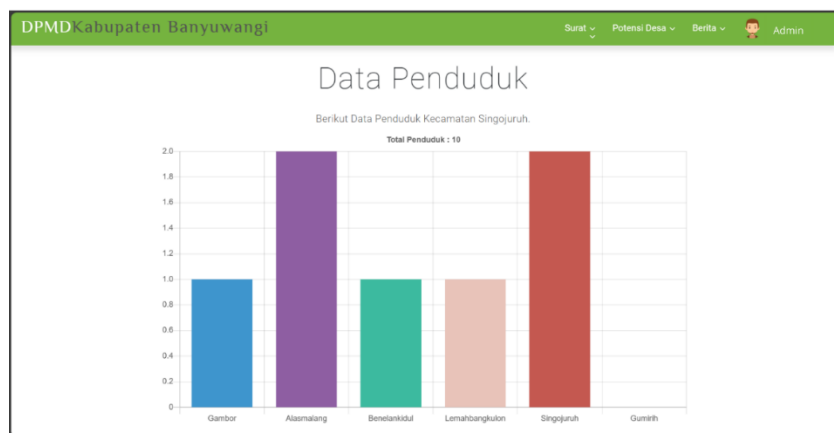 DPMDKabupaten Banyuwangi
Surat Potensi Desa Berita Admin
Data Penduduk
Berikut Data Penduduk Kecamatan Singojuruh.
Total Penduduk : 10
2.0
1.8
1.6
1.4
1.2
1.0
0.8
0.6
0.4
0.2
0
Gambor Alasmalang Benelankidul Lemahbangkulon Singojuruh Gumirih